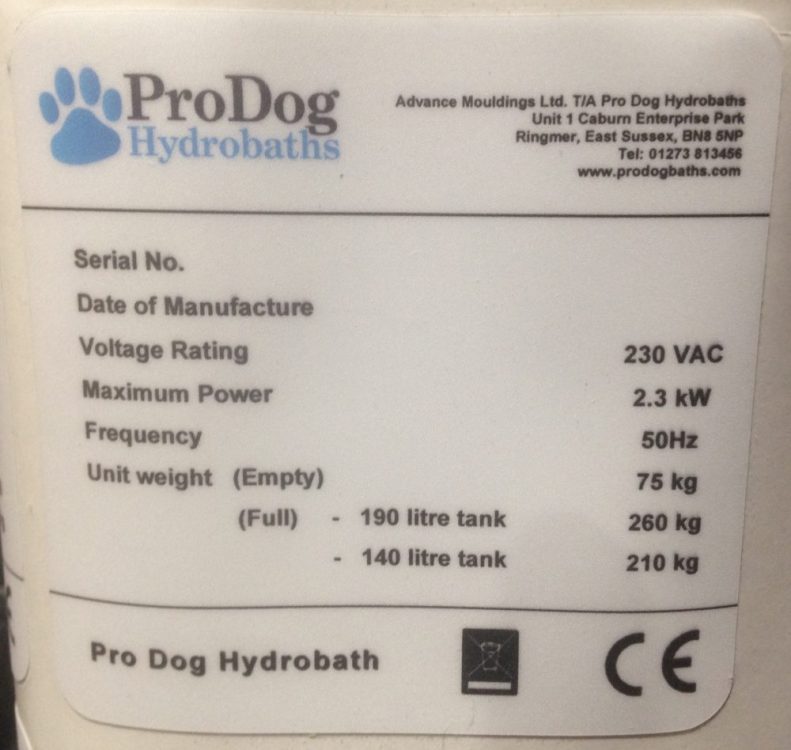 ProDog
Hydrobaths
Advance Mouldings Ltd. T/A Pro Dog Hydrobaths
Unit 1 Caburn Enterprise Park
Ringmer, East Sussex, BN8 5NP
Tel: 01273 813456
www.prodogbaths.com
Serial No.
Date of Manufacture
Voltage Rating 230 VAC
Maximum Power 2.3 kW
Frequency 50Hz
Unit weight (Empty) 75 kg
(Full) - 190 litre tank 260 kg
- 140 litre tank 210 kg
Pro Dog Hydrobath CE